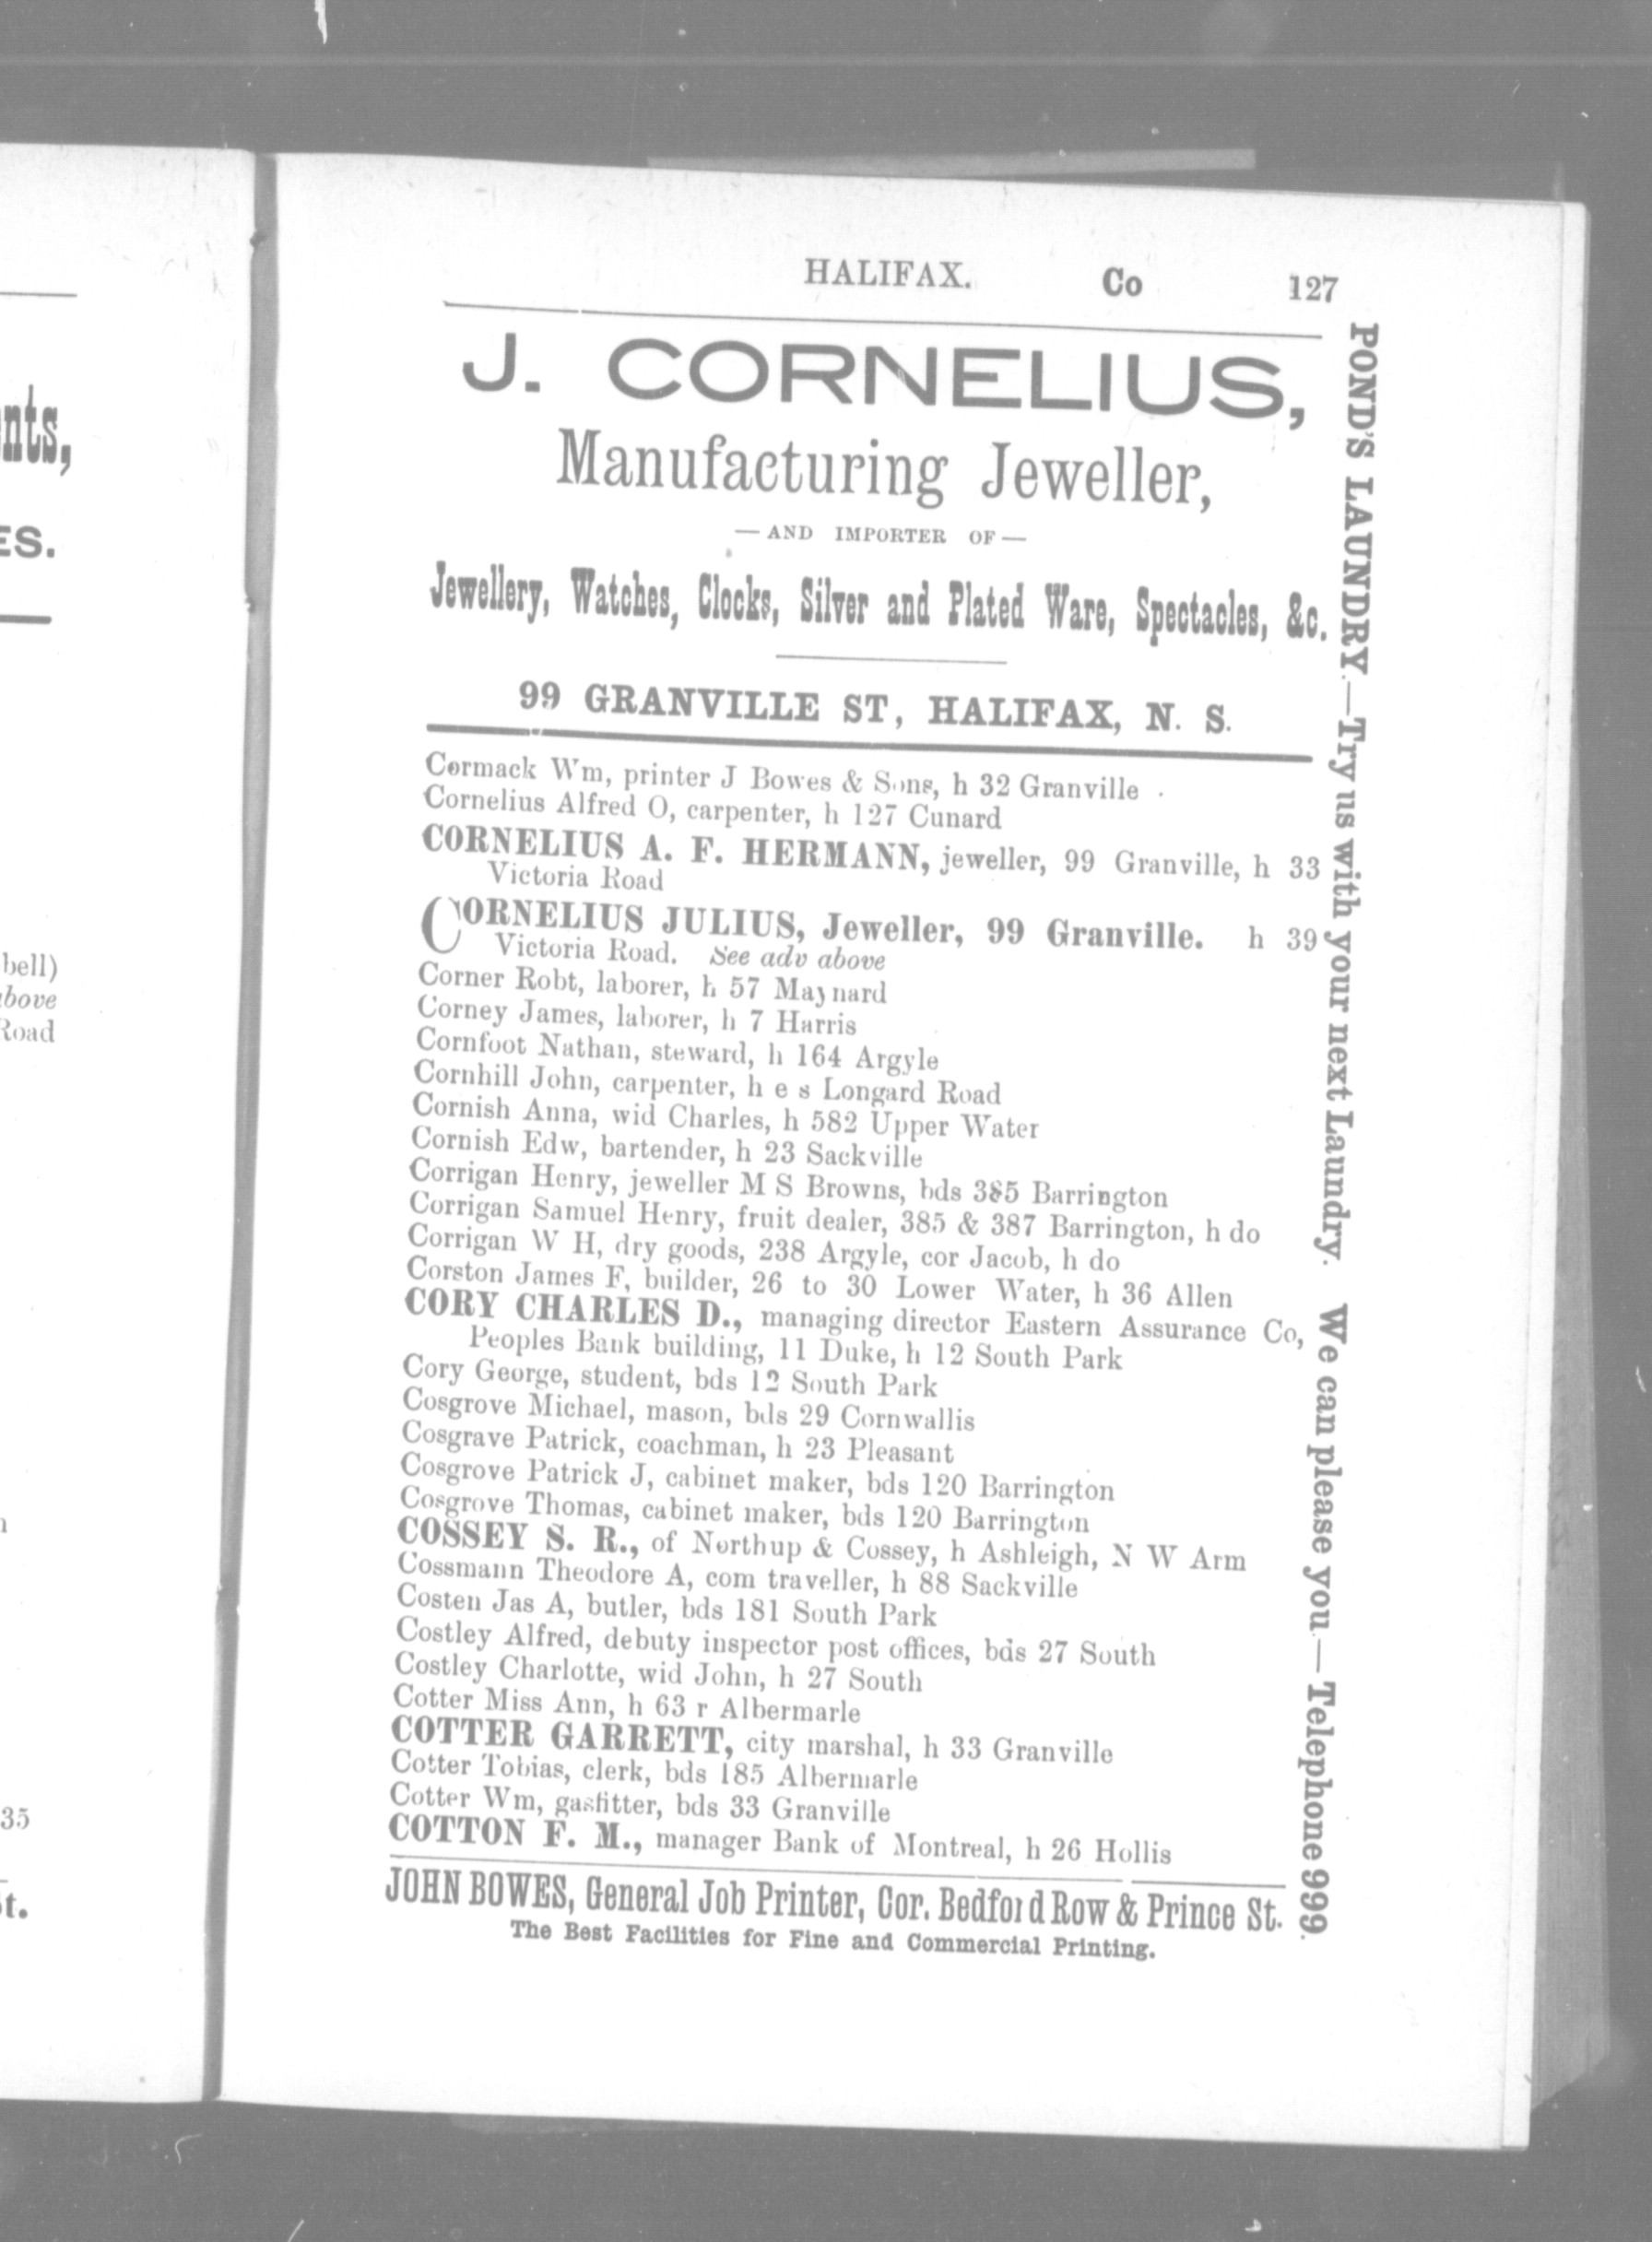 nts,
ES.
bell)
above
Road
35
st.
HALIFAX. Co 127
J. CORNELIUS,
Manufacturing Jeweller,
— AND IMPORTER OF —
Jewellery, Watches, Clocks, Silver and Plated Ware, Spectacles, &c.
99 GRANVILLE ST, HALIFAX, N. S.
Cormack Wm, printer J Bowes & Sons, h 32 Granville
Cornelius Alfred O, carpenter, h 127 Cunard
CORNELIUS A. F. HERMANN, jeweller, 99 Granville, h 33
Victoria Road
CORNELIUS JULIUS, Jeweller, 99 Granville. h 39
Victoria Road. See adv above
Corner Robt, laborer, h 57 Maynard
Corney James, laborer, h 7 Harris
Cornfoot Nathan, steward, h 164 Argyle
Cornhill John, carpenter, h e s Longard Road
Cornish Anna, wid Charles, h 582 Upper Water
Cornish Edw, bartender, h 23 Sackville
Corrigan Henry, jeweller M S Browns, bds 385 Barrington
Corrigan Samuel Henry, fruit dealer, 385 & 387 Barrington, h do
Corrigan W H, dry goods, 238 Argyle, cor Jacob, h do
Corston James F, builder, 26 to 30 Lower Water, h 36 Allen
CORY CHARLES D., managing director Eastern Assurance Co,
Peoples Bank building, 11 Duke, h 12 South Park
Cory George, student, bds 12 South Park
Cosgrove Michael, mason, bds 29 Cornwallis
Cosgrave Patrick, coachman, h 23 Pleasant
Cosgrove Patrick J, cabinet maker, bds 120 Barrington
Cosgrove Thomas, cabinet maker, bds 120 Barrington
COSSEY S. R., of Northup & Cossey, h Ashleigh, N W Arm
Cossmann Theodore A, com traveller, h 88 Sackville
Costen Jas A, butler, bds 181 South Park
Costley Alfred, debuty inspector post offices, bds 27 South
Costley Charlotte, wid John, h 27 South
Cotter Miss Ann, h 63 r Albermarle
COTTER GARRETT, city marshal, h 33 Granville
Cotter Tobias, clerk, bds 185 Albermarle
Cotter Wm, gasfitter, bds 33 Granville
COTTON F. M., manager Bank of Montreal, h 26 Hollis
JOHN BOWES, General Job Printer, Cor. Bedford Row & Prince St.
The Best Facilities for Fine and Commercial Printing.
POND'S LAUNDRY.—Try us with your next Laundry. We can please you—Telephone 999.